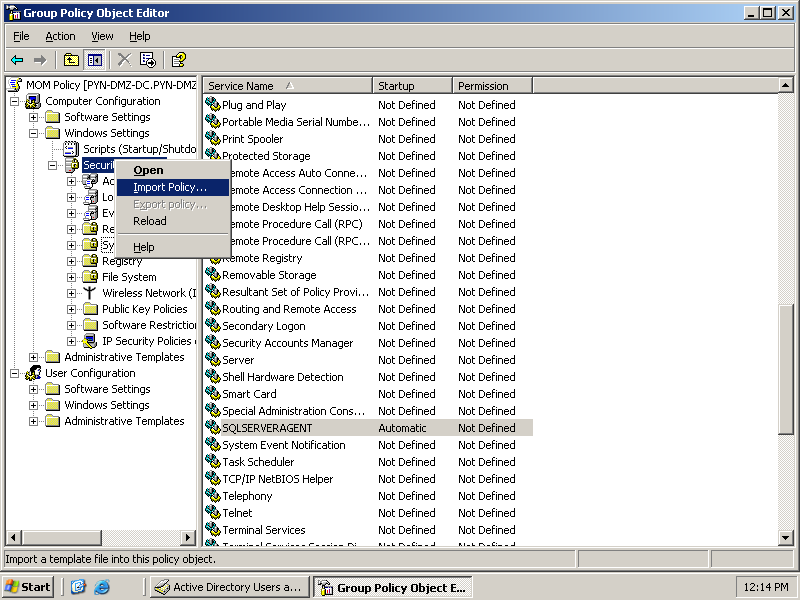 Group Policy Object Editor
File Action View Help
MOM Policy [PYN-DMZ-DC.PYN-DMZ
Computer Configuration
Software Settings
Windows Settings
Scripts (Startup/Shutdo
Securit
Open
Import Policy...
Export policy...
Reload
Help
Ac
Lo
Ev
Re
Sy
Registry
File System
Wireless Network (I
Public Key Policies
Software Restriction
IP Security Policies o
Administrative Templates
User Configuration
Software Settings
Windows Settings
Administrative Templates
Service Name Startup Permission
Plug and Play Not Defined Not Defined
Portable Media Serial Numbe... Not Defined Not Defined
Print Spooler Not Defined Not Defined
Protected Storage Not Defined Not Defined
Remote Access Auto Conne... Not Defined Not Defined
Remote Access Connection ... Not Defined Not Defined
Remote Desktop Help Sessio... Not Defined Not Defined
Remote Procedure Call (RPC) Not Defined Not Defined
Remote Procedure Call (RPC... Not Defined Not Defined
Remote Registry Not Defined Not Defined
Removable Storage Not Defined Not Defined
Resultant Set of Policy Provi... Not Defined Not Defined
Routing and Remote Access Not Defined Not Defined
Secondary Logon Not Defined Not Defined
Security Accounts Manager Not Defined Not Defined
Server Not Defined Not Defined
Shell Hardware Detection Not Defined Not Defined
Smart Card Not Defined Not Defined
Special Administration Cons... Not Defined Not Defined
SQLSERVERAGENT Automatic Not Defined
System Event Notification Not Defined Not Defined
Task Scheduler Not Defined Not Defined
TCP/IP NetBIOS Helper Not Defined Not Defined
Telephony Not Defined Not Defined
Telnet Not Defined Not Defined
Terminal Services Not Defined Not Defined
Terminal Services Session Di... Not Defined Not Defined
Import a template file into this policy object.
Start Active Directory Users a... Group Policy Object E... 12:14 PM